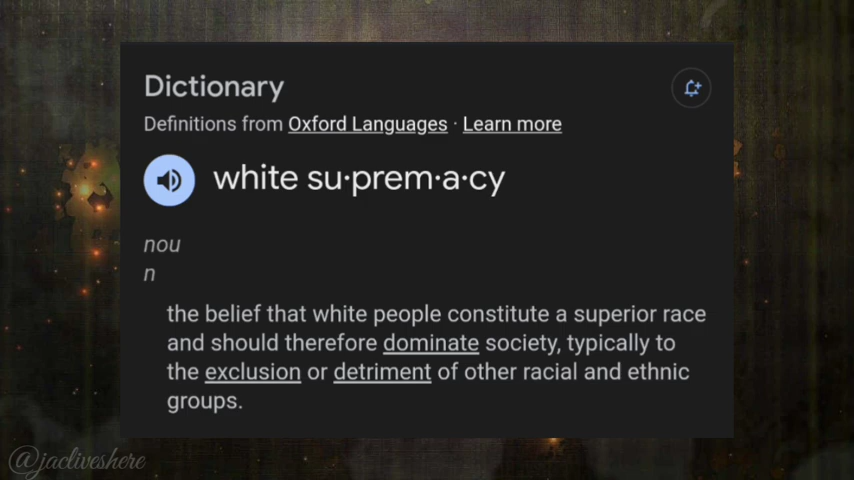 Dictionary
Definitions from Oxford Languages · Learn more
white su·prem·a·cy
nou
n
the belief that white people constitute a superior race
and should therefore dominate society, typically to
the exclusion or detriment of other racial and ethnic
groups.
@jacliveshere